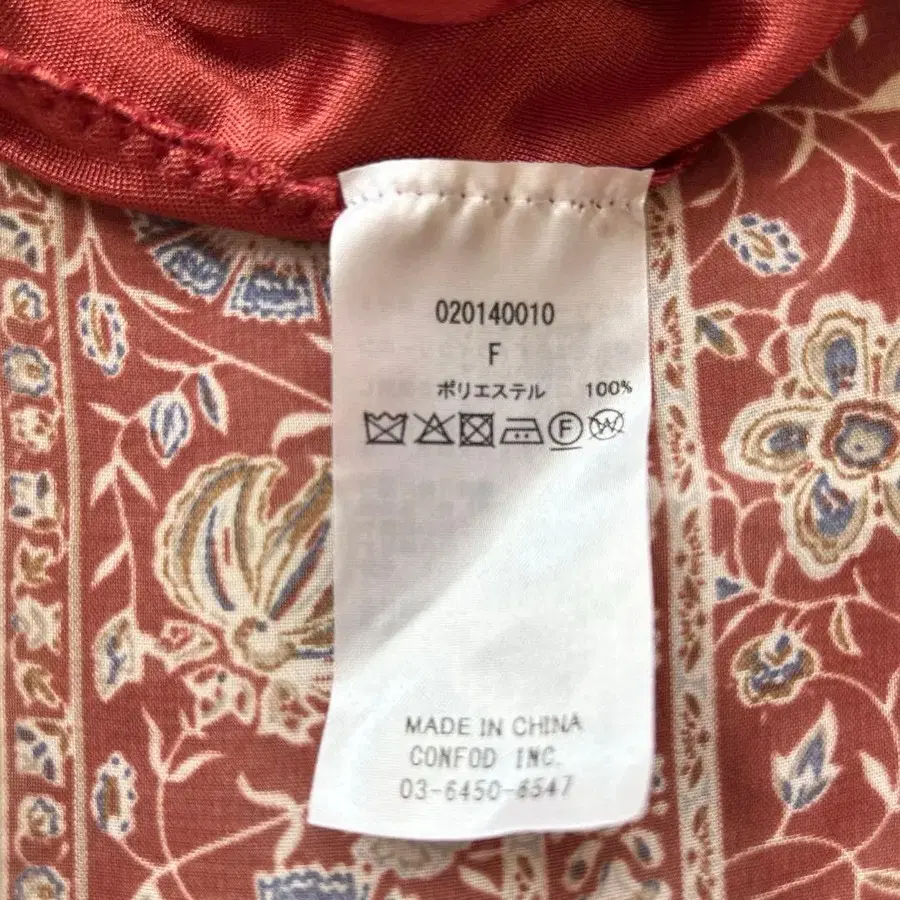 020140010
F
ポリエステル 100%
F W
MADE IN CHINA
CONFOD INC.
03-6450-6547